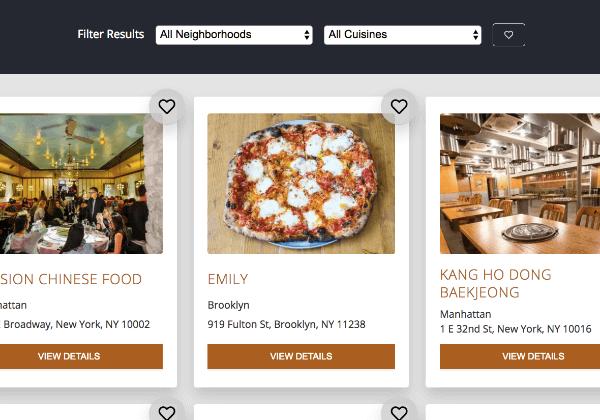 Filter Results All Neighborhoods All Cuisines
SION CHINESE FOOD
hattan
Broadway, New York, NY 10002
VIEW DETAILS
EMILY
Brooklyn
919 Fulton St, Brooklyn, NY 11238
VIEW DETAILS
KANG HO DONG
BAEKJEONG
Manhattan
1 E 32nd St, New York, NY 10016
VIEW DETAILS